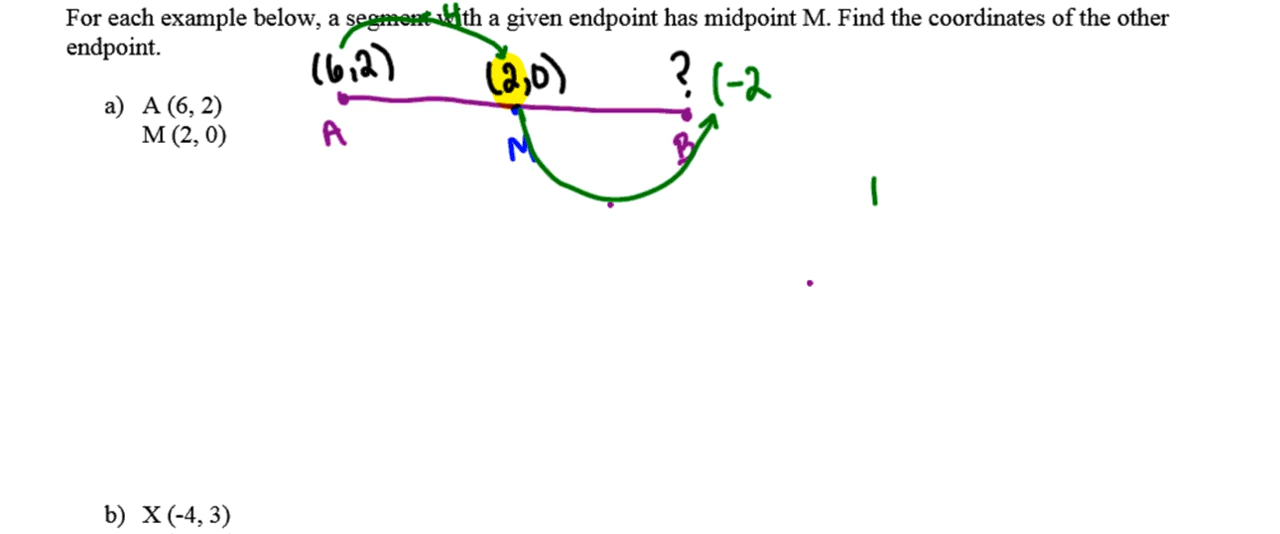 For each example below, a segment with a given endpoint has midpoint M. Find the coordinates of the other
endpoint.
-4
(6,2) (2,0) ? (-2
a) A (6, 2)
M (2, 0)
A M B
b) X (-4, 3)